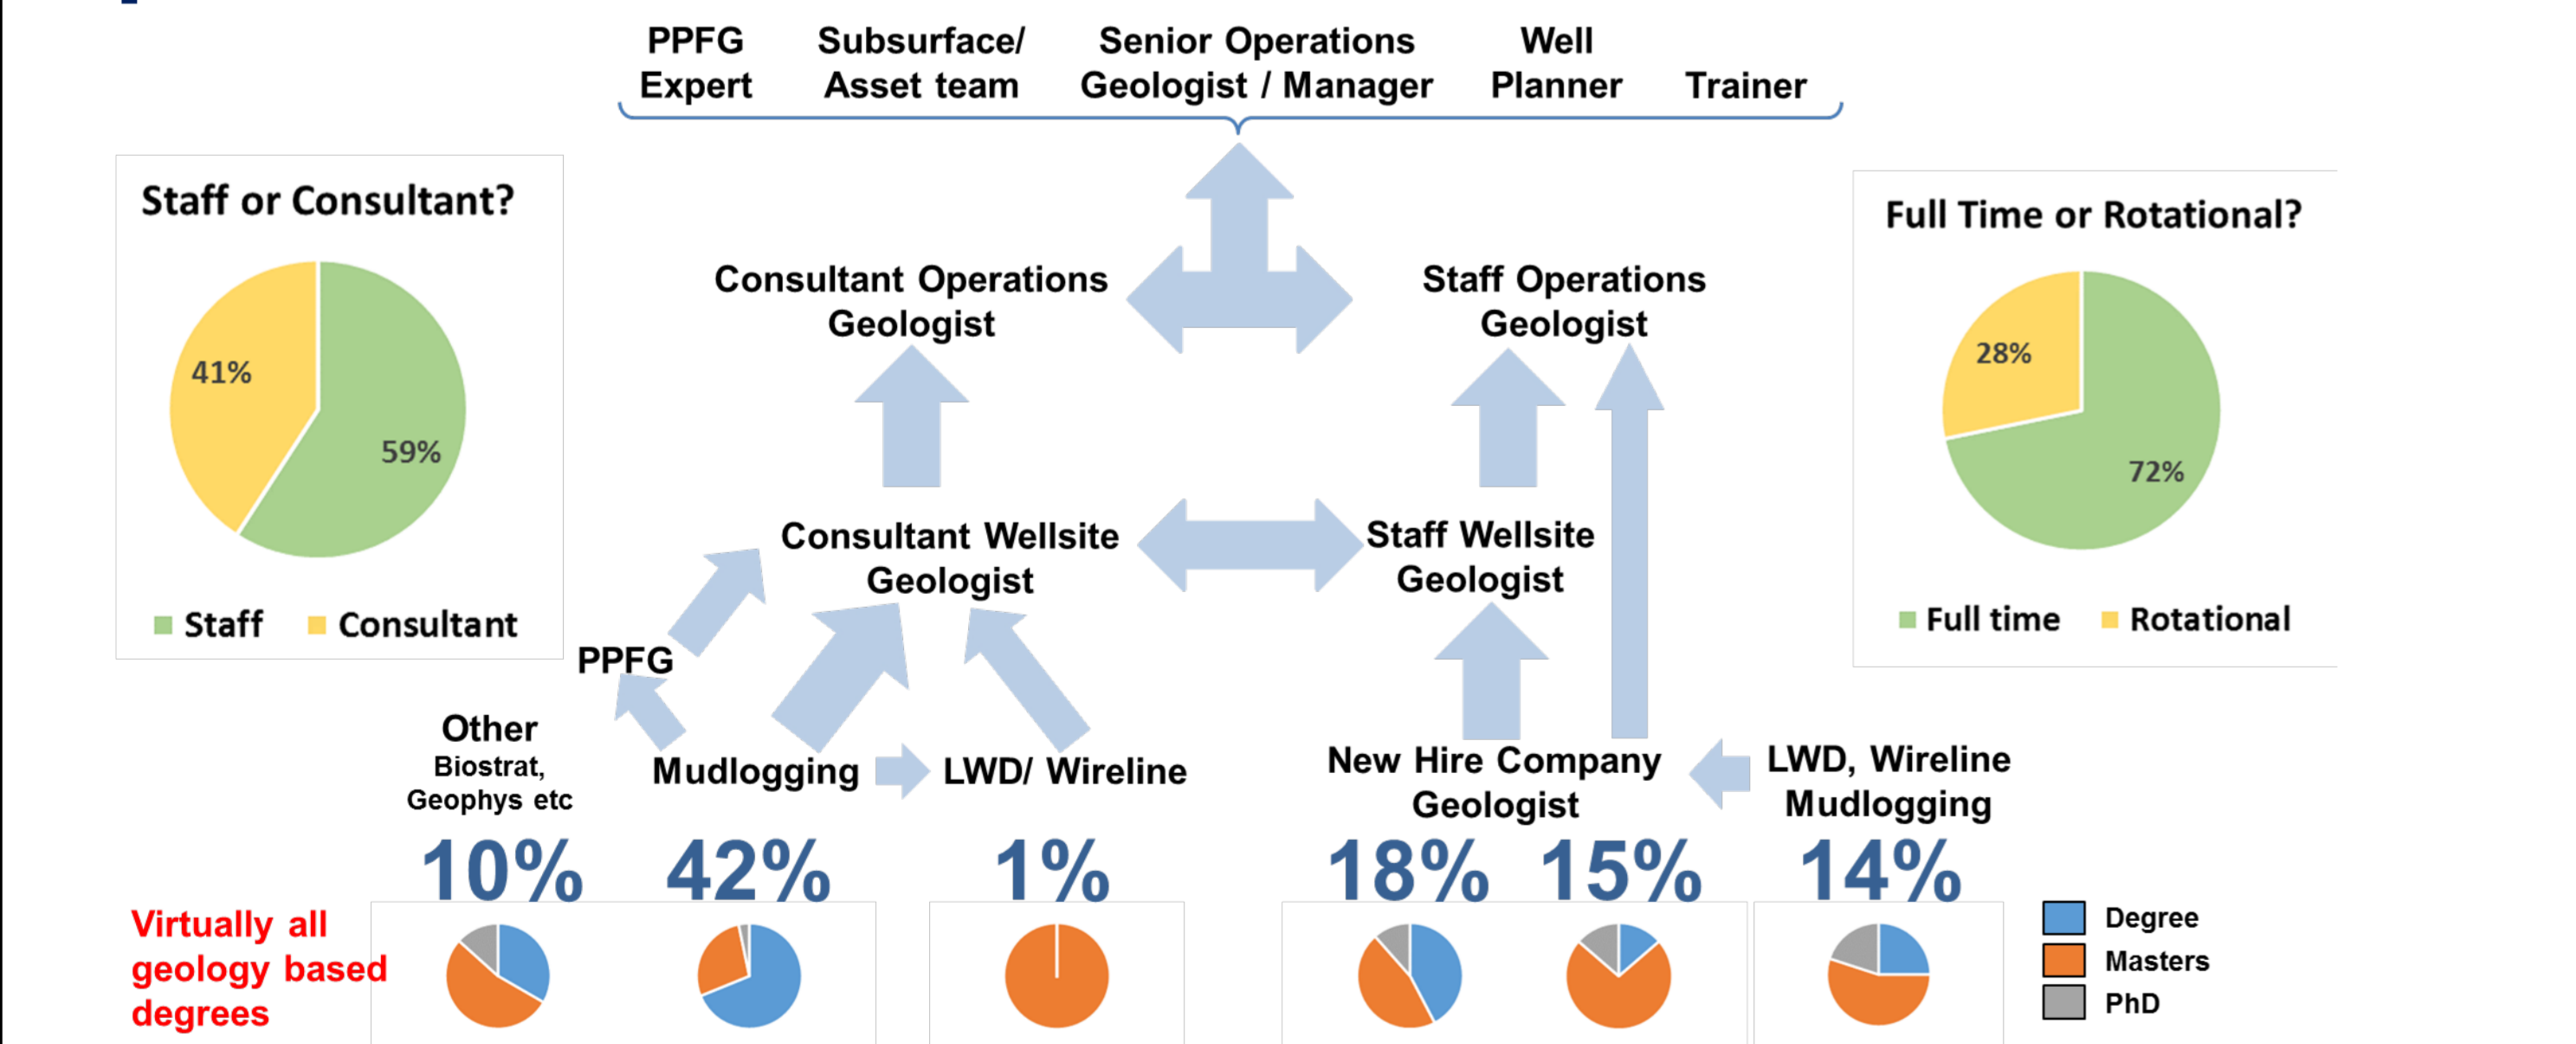 PPFG
Expert
Subsurface/
Asset team
Senior Operations
Geologist / Manager
Well
Planner
Trainer
Staff or Consultant?
41%
59%
Staff
Consultant
Full Time or Rotational?
28%
72%
Full time
Rotational
Consultant Operations
Geologist
Staff Operations
Geologist
Consultant Wellsite
Geologist
Staff Wellsite
Geologist
PPFG
Other
Biostrat,
Geophys etc
Mudlogging
LWD/ Wireline
New Hire Company
Geologist
LWD, Wireline
Mudlogging
10%
42%
1%
18%
15%
14%
Virtually all
geology based
degrees
Degree
Masters
PhD